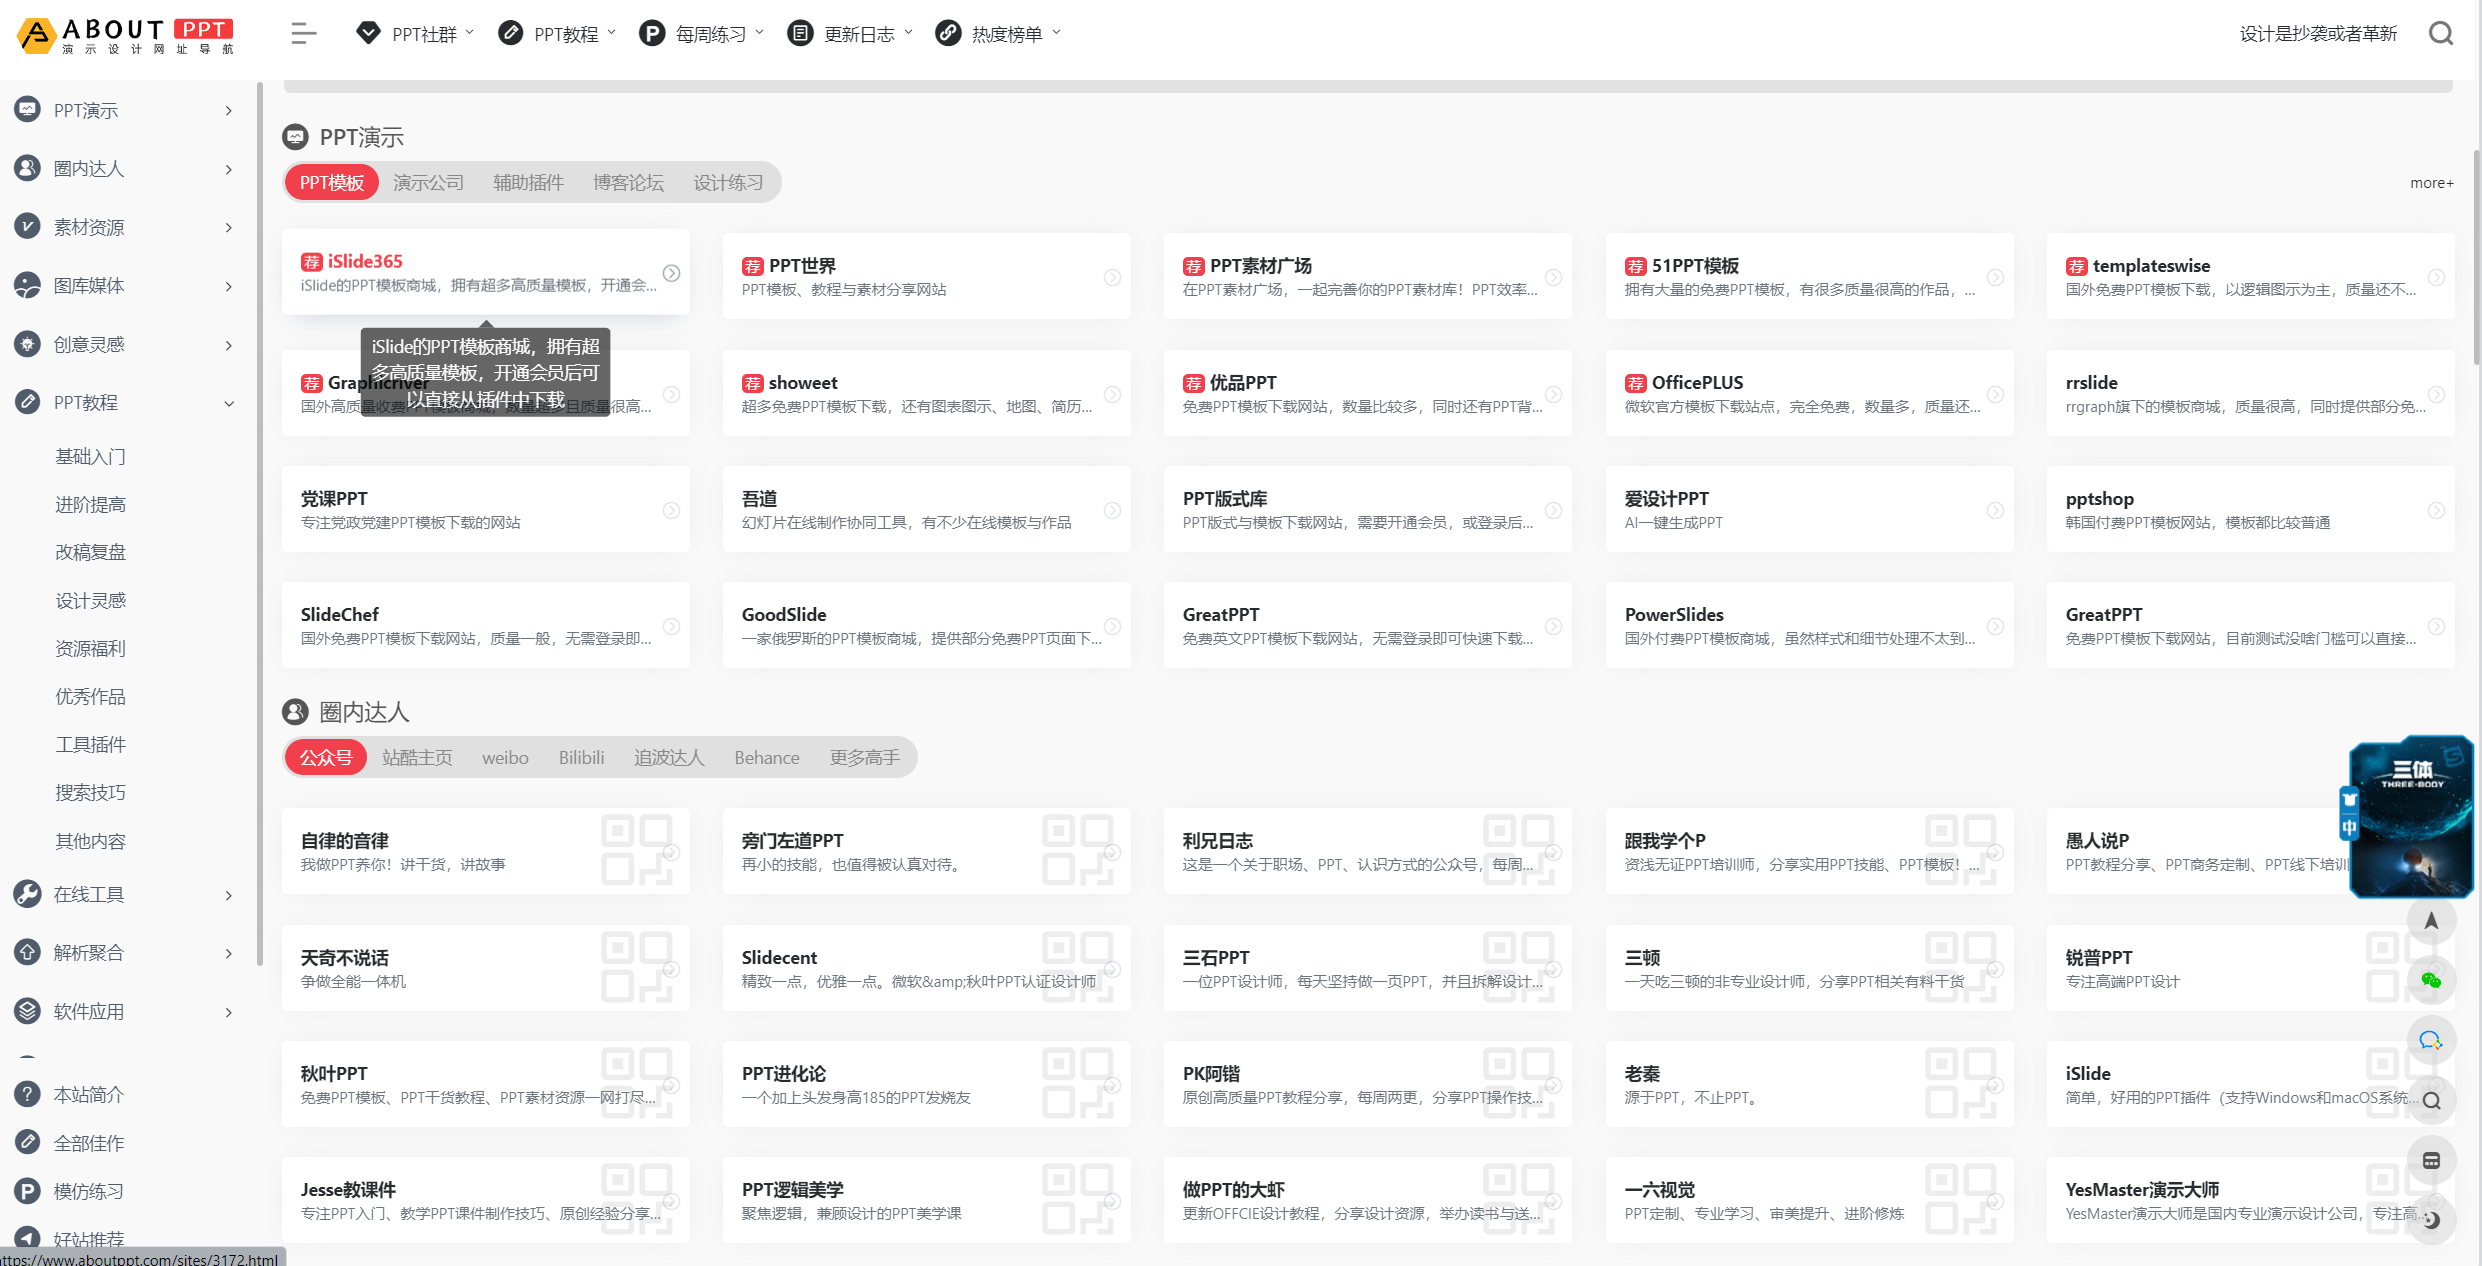 ABOUT PPT
演示设计网址导航
PPT社群
PPT教程
每周练习
更新日志
热度榜单
设计是抄袭或者革新
PPT演示
圈内达人
素材资源
图库媒体
创意灵感
PPT教程
基础入门
进阶提高
改稿复盘
设计灵感
资源福利
优秀作品
工具插件
搜索技巧
其他内容
在线工具
解析聚合
软件应用
本站简介
全部佳作
模仿练习
好站推荐
https://www.aboutppt.com/sites/3172.html
PPT演示
PPT模板 演示公司 辅助插件 博客论坛 设计练习
more+
荐 iSlide365
iSlide的PPT模板商城，拥有超多高质量模板，开通会...
荐 PPT世界
PPT模板、教程与素材分享网站
荐 PPT素材广场
在PPT素材广场，一起完善你的PPT素材库！PPT效率...
荐 51PPT模板
拥有大量的免费PPT模板，有很多质量很高的作品，...
荐 templateswise
国外免费PPT模板下载，以逻辑图示为主，质量还不...
iSlide的PPT模板商城，拥有超
多高质量模板，开通会员后可
以直接从插件中下载
荐 Graphicriver
国外高质量收费PPT模板商城，数量超多且质量很高...
荐 showeet
超多免费PPT模板下载，还有图表图示、地图、简历...
荐 优品PPT
免费PPT模板下载网站，数量比较多，同时还有PPT背...
荐 OfficePLUS
微软官方模板下载站点，完全免费，数量多，质量还...
rrslide
rrgraph旗下的模板商城，质量很高，同时提供部分免...
党课PPT
专注党政党建PPT模板下载的网站
吾道
幻灯片在线制作协同工具，有不少在线模板与作品
PPT版式库
PPT版式与模板下载网站，需要开通会员，或登录后...
爱设计PPT
AI一键生成PPT
pptshop
韩国付费PPT模板网站，模板都比较普通
SlideChef
国外免费PPT模板下载网站，质量一般，无需登录即...
GoodSlide
一家俄罗斯的PPT模板商城，提供部分免费PPT页面下...
GreatPPT
免费英文PPT模板下载网站，无需登录即可快速下载...
PowerSlides
国外付费PPT模板商城，虽然样式和细节处理不太到...
GreatPPT
免费PPT模板下载网站，目前测试没啥门槛可以直接...
圈内达人
公众号 站酷主页 weibo Bilibili 追波达人 Behance 更多高手
自律的音律
我做PPT养你！讲干货，讲故事
旁门左道PPT
再小的技能，也值得被认真对待。
利兄日志
这是一个关于职场、PPT、认识方式的公众号，每周...
跟我学个P
资浅无证PPT培训师，分享实用PPT技能、PPT模板！...
愚人说P
PPT教程分享、PPT商务定制、PPT线下培训
三体
THREE-BODY
中
天奇不说话
争做全能一体机
Slidecent
精致一点，优雅一点。微软&amp;秋叶PPT认证设计师
三石PPT
一位PPT设计师，每天坚持做一页PPT，并且拆解设计...
三顿
一天吃三顿的非专业设计师，分享PPT相关有料干货
锐普PPT
专注高端PPT设计
秋叶PPT
免费PPT模板、PPT干货教程、PPT素材资源一网打尽...
PPT进化论
一个加上头发身高185的PPT发烧友
PK阿锴
原创高质量PPT教程分享，每周两更，分享PPT操作技...
老秦
源于PPT，不止PPT。
iSlide
简单，好用的PPT插件（支持Windows和macOS系统...
Jesse教课件
专注PPT入门、教学PPT课件制作技巧、原创经验分享...
PPT逻辑美学
聚焦逻辑，兼顾设计的PPT美学课
做PPT的大虾
更新OFFCIE设计教程，分享设计资源，举办读书与送...
一六视觉
PPT定制、专业学习、审美提升、进阶修炼
YesMaster演示大师
YesMaster演示大师是国内专业演示设计公司，专注高...